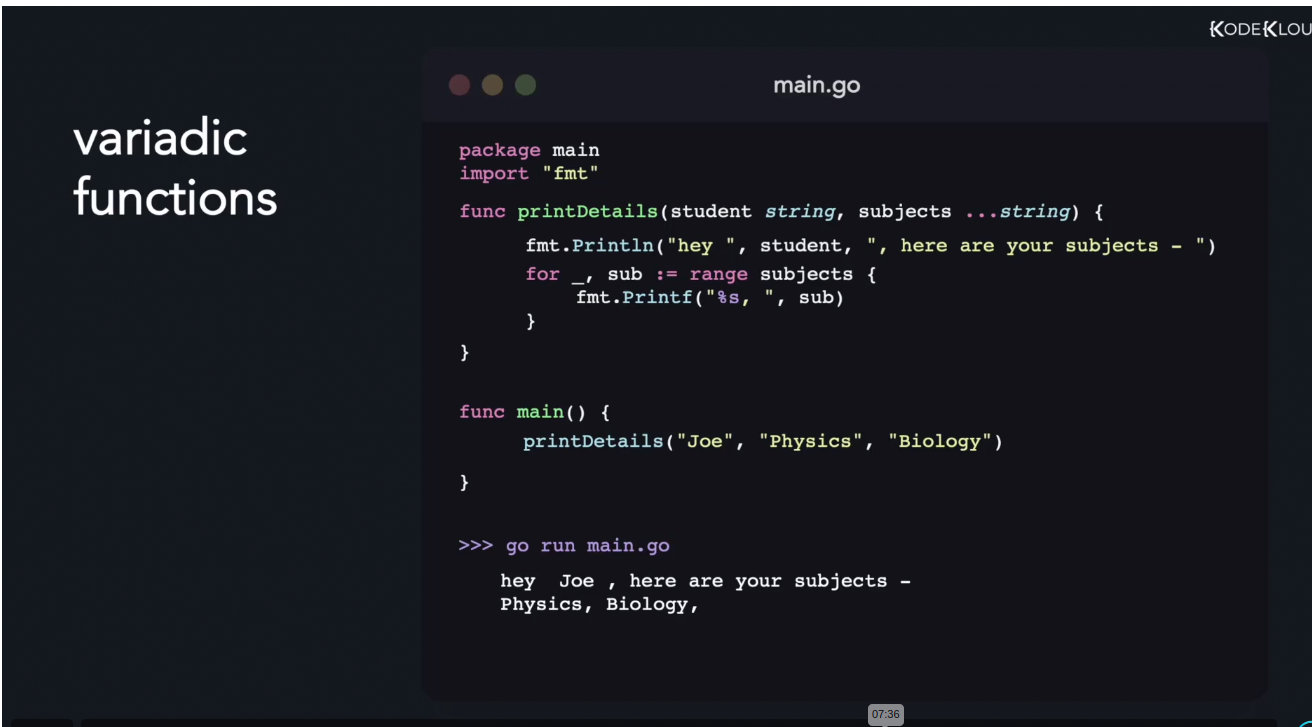 KODEKLOU
variadic
functions
main.go
package main
import "fmt"
func printDetails(student string, subjects ...string) {
fmt.Println("hey ", student, ", here are your subjects - ")
for _, sub := range subjects {
fmt.Printf("%s, ", sub)
}
}
func main() {
printDetails("Joe", "Physics", "Biology")
}
>>> go run main.go
hey  Joe , here are your subjects -
Physics, Biology,
07:36